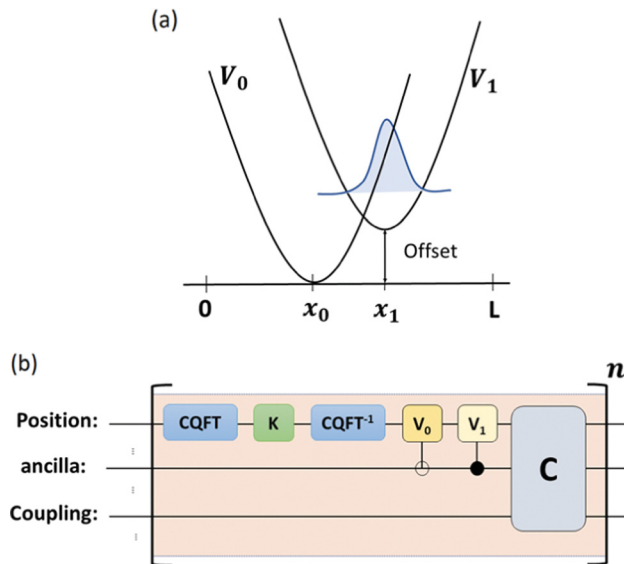 (a)
V₀ V₁
Offset
0 x₀ x₁ L
(b)
n
Position: CQFT K CQFT⁻¹ V₀ V₁
ancilla:
C
Coupling: